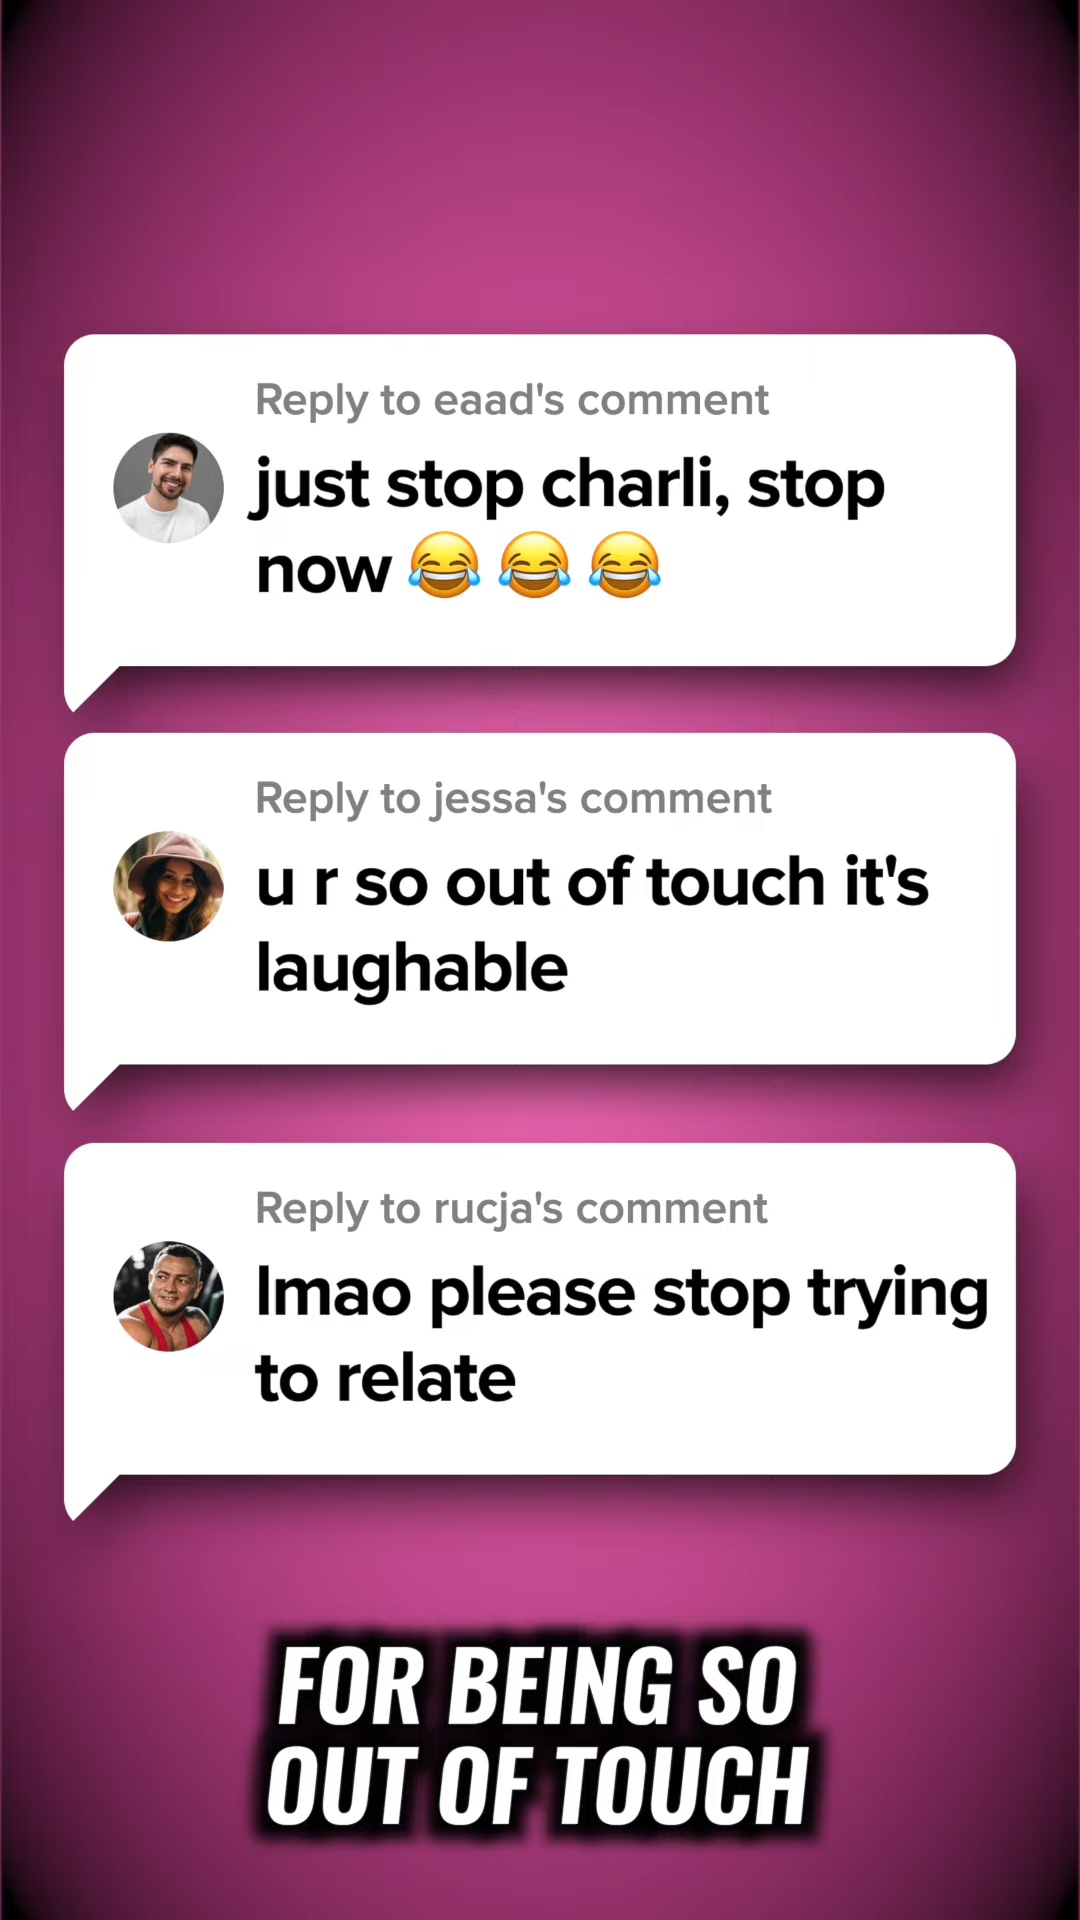 Reply to eaad's comment
just stop charli, stop
now 😂 😂 😂
Reply to jessa's comment
u r so out of touch it's
laughable
Reply to rucja's comment
lmao please stop trying
to relate
FOR BEING SO
OUT OF TOUCH